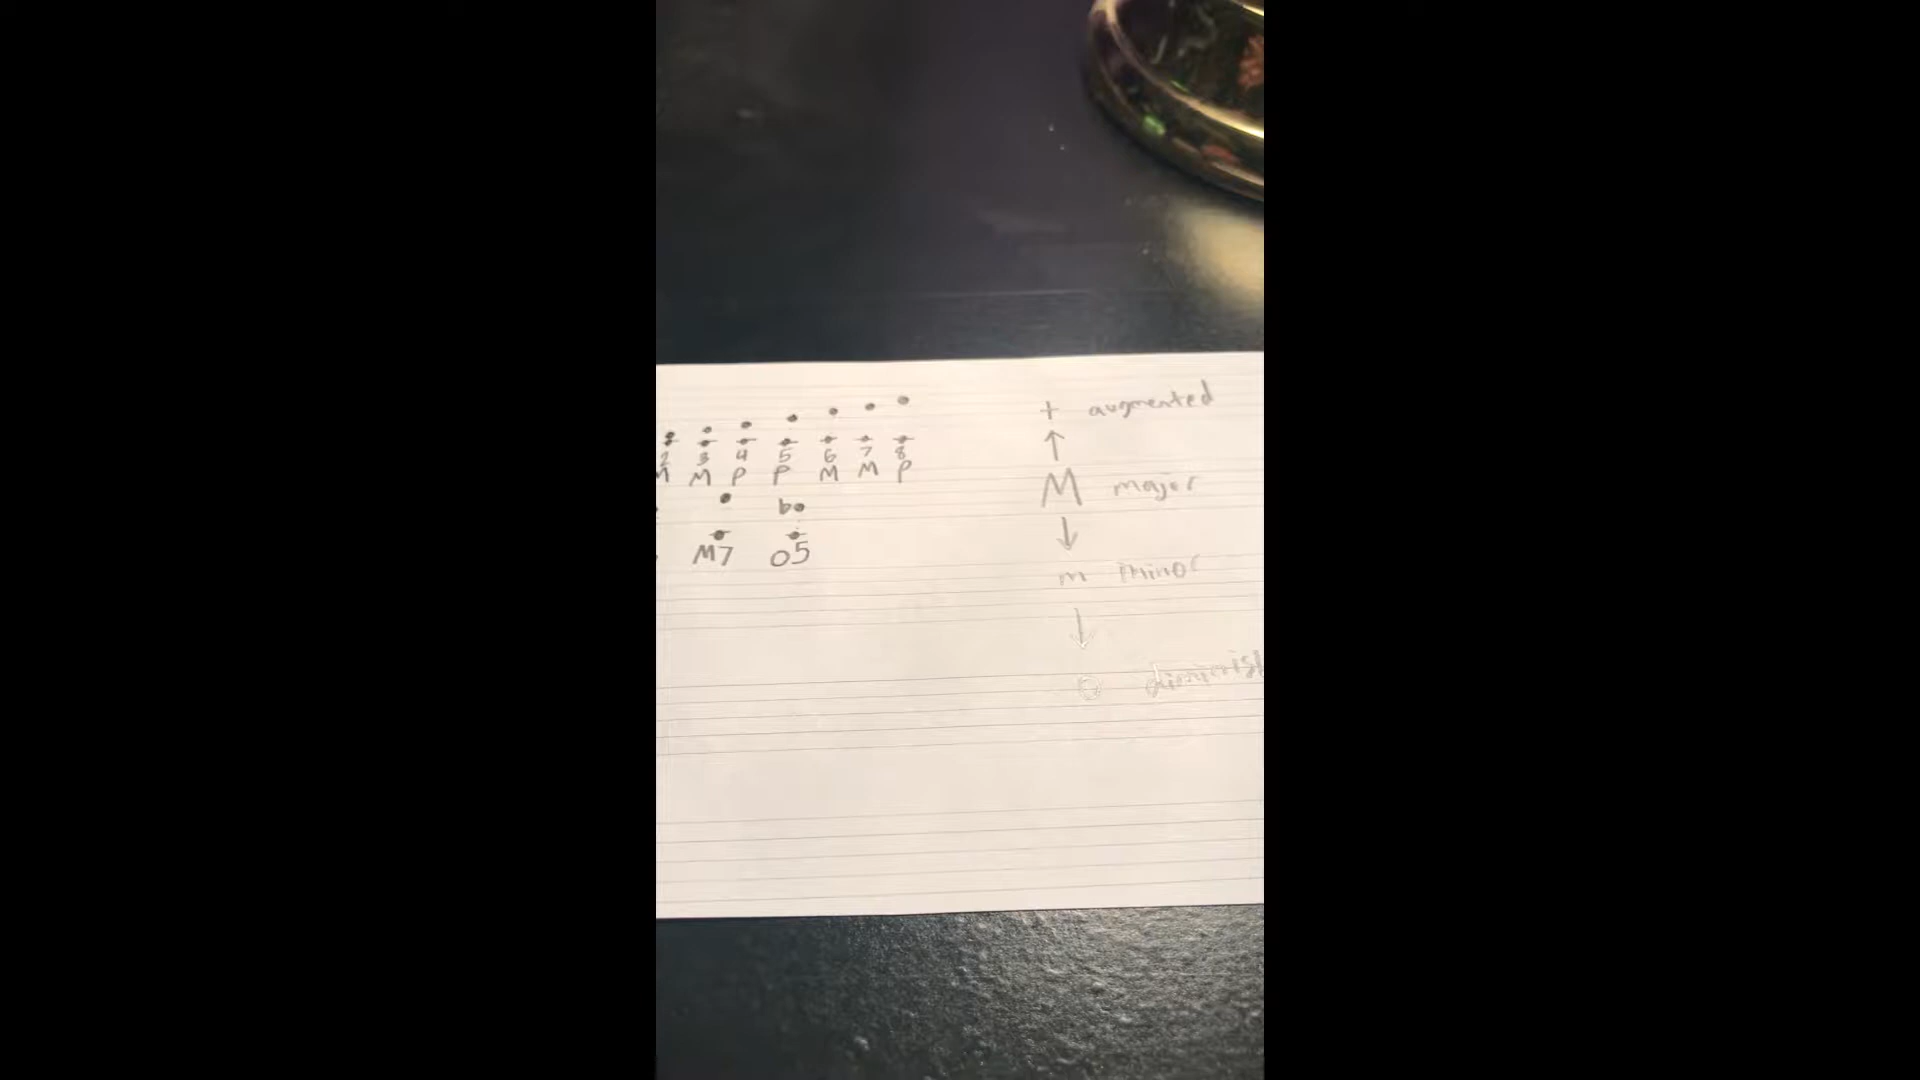 2 3 4 5 6 7 8
M M P P M M P
b
M7 o5
+ augmented
↑
M major
↓
m minor
↓
o